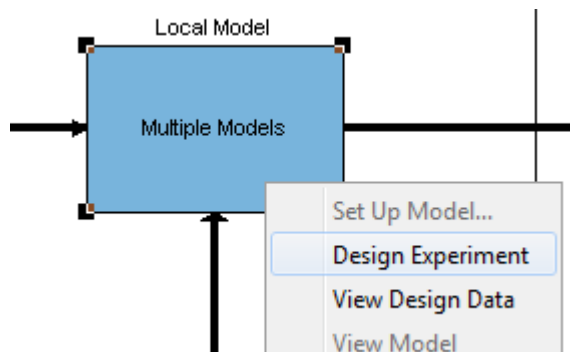 Local Model
Multiple Models
Set Up Model...
Design Experiment
View Design Data
View Model